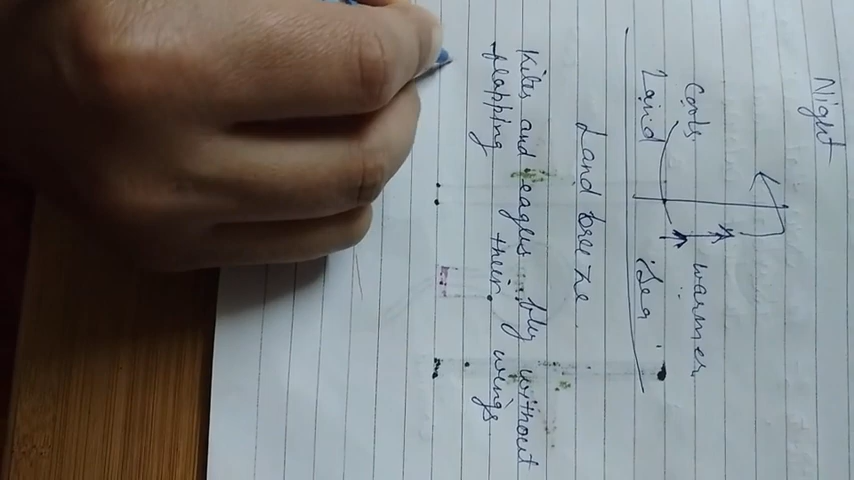 Night
cools warmer
Land Sea
Land breeze
Kites and eagles fly without
flapping their wings